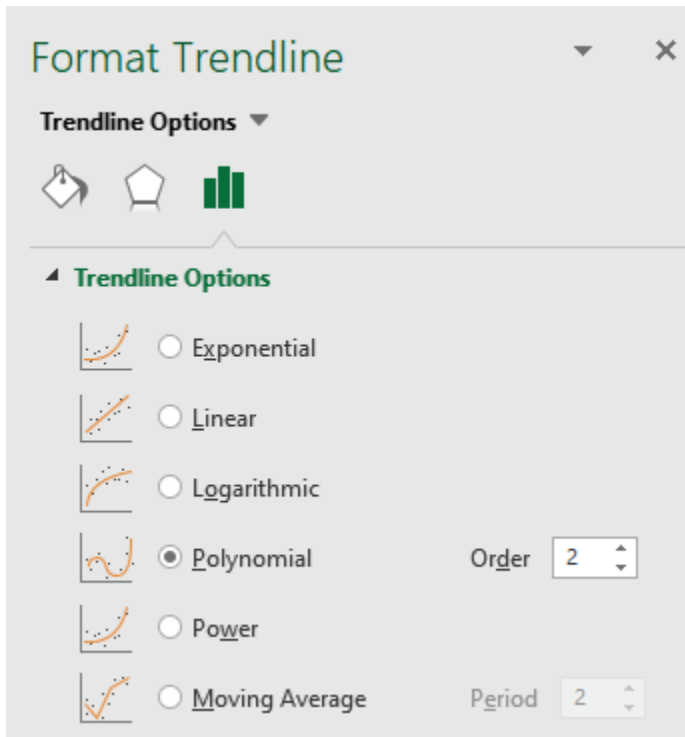 Format Trendline
Trendline Options
Trendline Options
Exponential
Linear
Logarithmic
Polynomial Order 2
Power
Moving Average Period 2